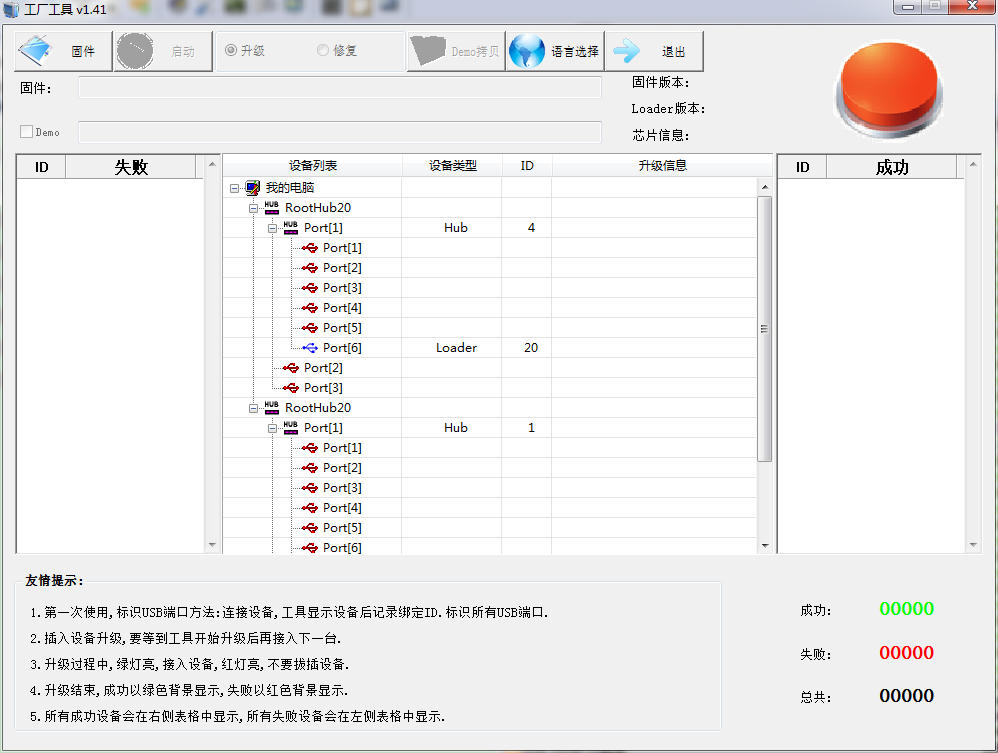 工厂工具 v1.41
固件 启动 升级 修复 Demo拷贝 语言选择 退出
固件:
固件版本:
Loader版本:
Demo
芯片信息:
ID 失败
设备列表 设备类型 ID 升级信息
ID 成功
我的电脑
HUB RootHub20
HUB Port[1] Hub 4
Port[1]
Port[2]
Port[3]
Port[4]
Port[5]
Port[6] Loader 20
Port[2]
Port[3]
HUB RootHub20
HUB Port[1] Hub 1
Port[1]
Port[2]
Port[3]
Port[4]
Port[5]
Port[6]
友情提示:
1.第一次使用,标识USB端口方法:连接设备,工具显示设备后记录绑定ID.标识所有USB端口.
2.插入设备升级,要等到工具开始升级后再接入下一台.
3.升级过程中,绿灯亮,接入设备,红灯亮,不要拔插设备.
4.升级结束,成功以绿色背景显示,失败以红色背景显示.
5.所有成功设备会在右侧表格中显示,所有失败设备会在左侧表格中显示.
成功: 00000
失败: 00000
总共: 00000